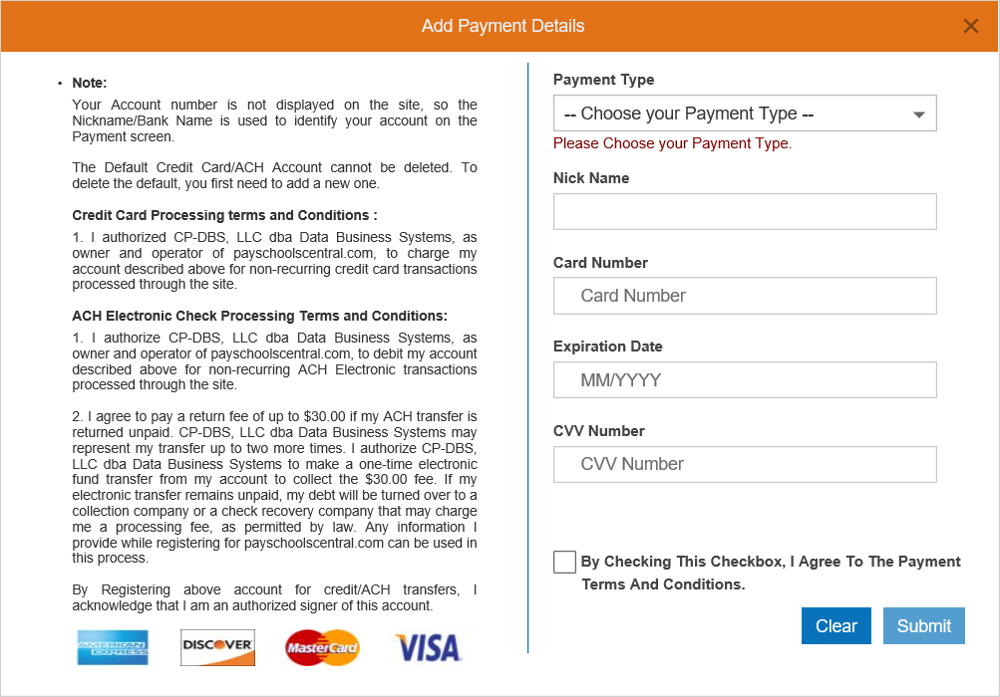 Add Payment Details
• Note:
Your Account number is not displayed on the site, so the
Nickname/Bank Name is used to identify your account on the
Payment screen.
The Default Credit Card/ACH Account cannot be deleted. To
delete the default, you first need to add a new one.
Credit Card Processing terms and Conditions :
1. I authorized CP-DBS, LLC dba Data Business Systems, as
owner and operator of payschoolscentral.com, to charge my
account described above for non-recurring credit card transactions
processed through the site.
ACH Electronic Check Processing Terms and Conditions:
1. I authorize CP-DBS, LLC dba Data Business Systems, as
owner and operator of payschoolscentral.com, to debit my account
described above for non-recurring ACH Electronic transactions
processed through the site.
2. I agree to pay a return fee of up to $30.00 if my ACH transfer is
returned unpaid. CP-DBS, LLC dba Data Business Systems may
represent my transfer up to two more times. I authorize CP-DBS,
LLC dba Data Business Systems to make a one-time electronic
fund transfer from my account to collect the $30.00 fee. If my
electronic transfer remains unpaid, my debt will be turned over to a
collection company or a check recovery company that may charge
me a processing fee, as permitted by law. Any information I
provide while registering for payschoolscentral.com can be used in
this process.
By Registering above account for credit/ACH transfers, I
acknowledge that I am an authorized signer of this account.
AMERICAN EXPRESS
DISCOVER
MasterCard
VISA
Payment Type
-- Choose your Payment Type --
Please Choose your Payment Type.
Nick Name
Card Number
Card Number
Expiration Date
MM/YYYY
CVV Number
CVV Number
By Checking This Checkbox, I Agree To The Payment
Terms And Conditions.
Clear
Submit